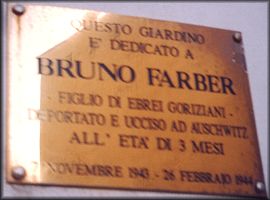 QUESTO GIARDINO
E' DEDICATO A
BRUNO FARBER
- FIGLIO DI EBREI GORIZIANI -
DEPORTATO E UCCISO AD AUSCHWITZ
ALL' ETA' DI 3 MESI
NOVEMBRE 1943 - 26 FEBBRAIO 1944